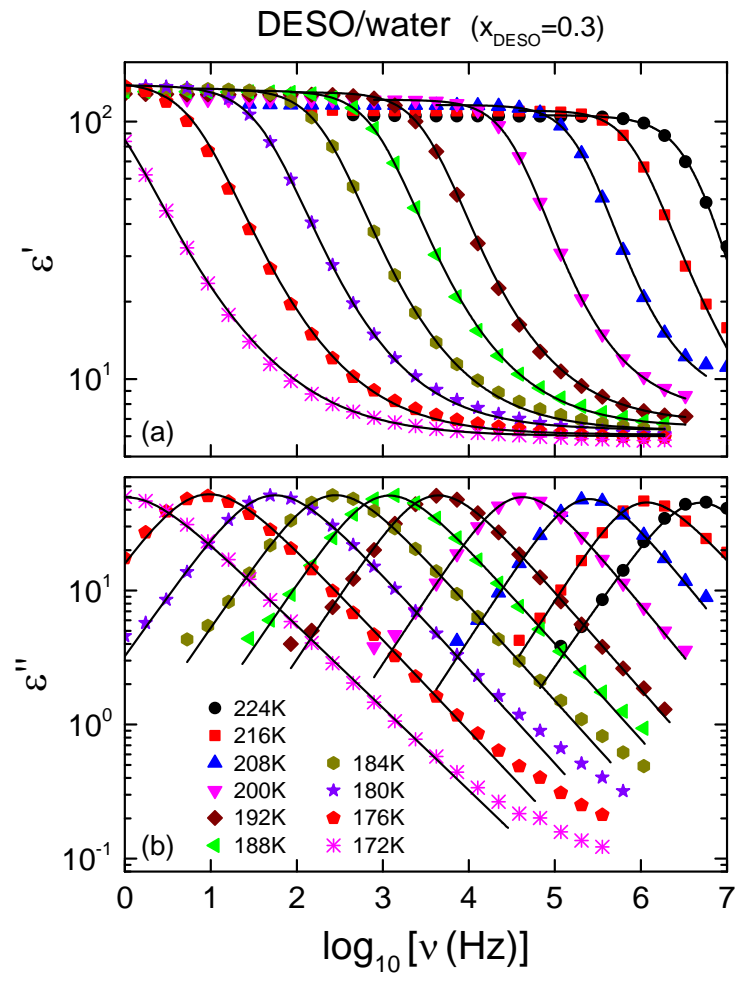 DESO/water (x_DESO=0.3)
10²
ε'
10¹
(a)
10¹
ε''
10⁰
224K
216K
208K 184K
200K 180K
192K 176K
188K 172K
10⁻¹
(b)
0 1 2 3 4 5 6 7
log₁₀ [ν (Hz)]